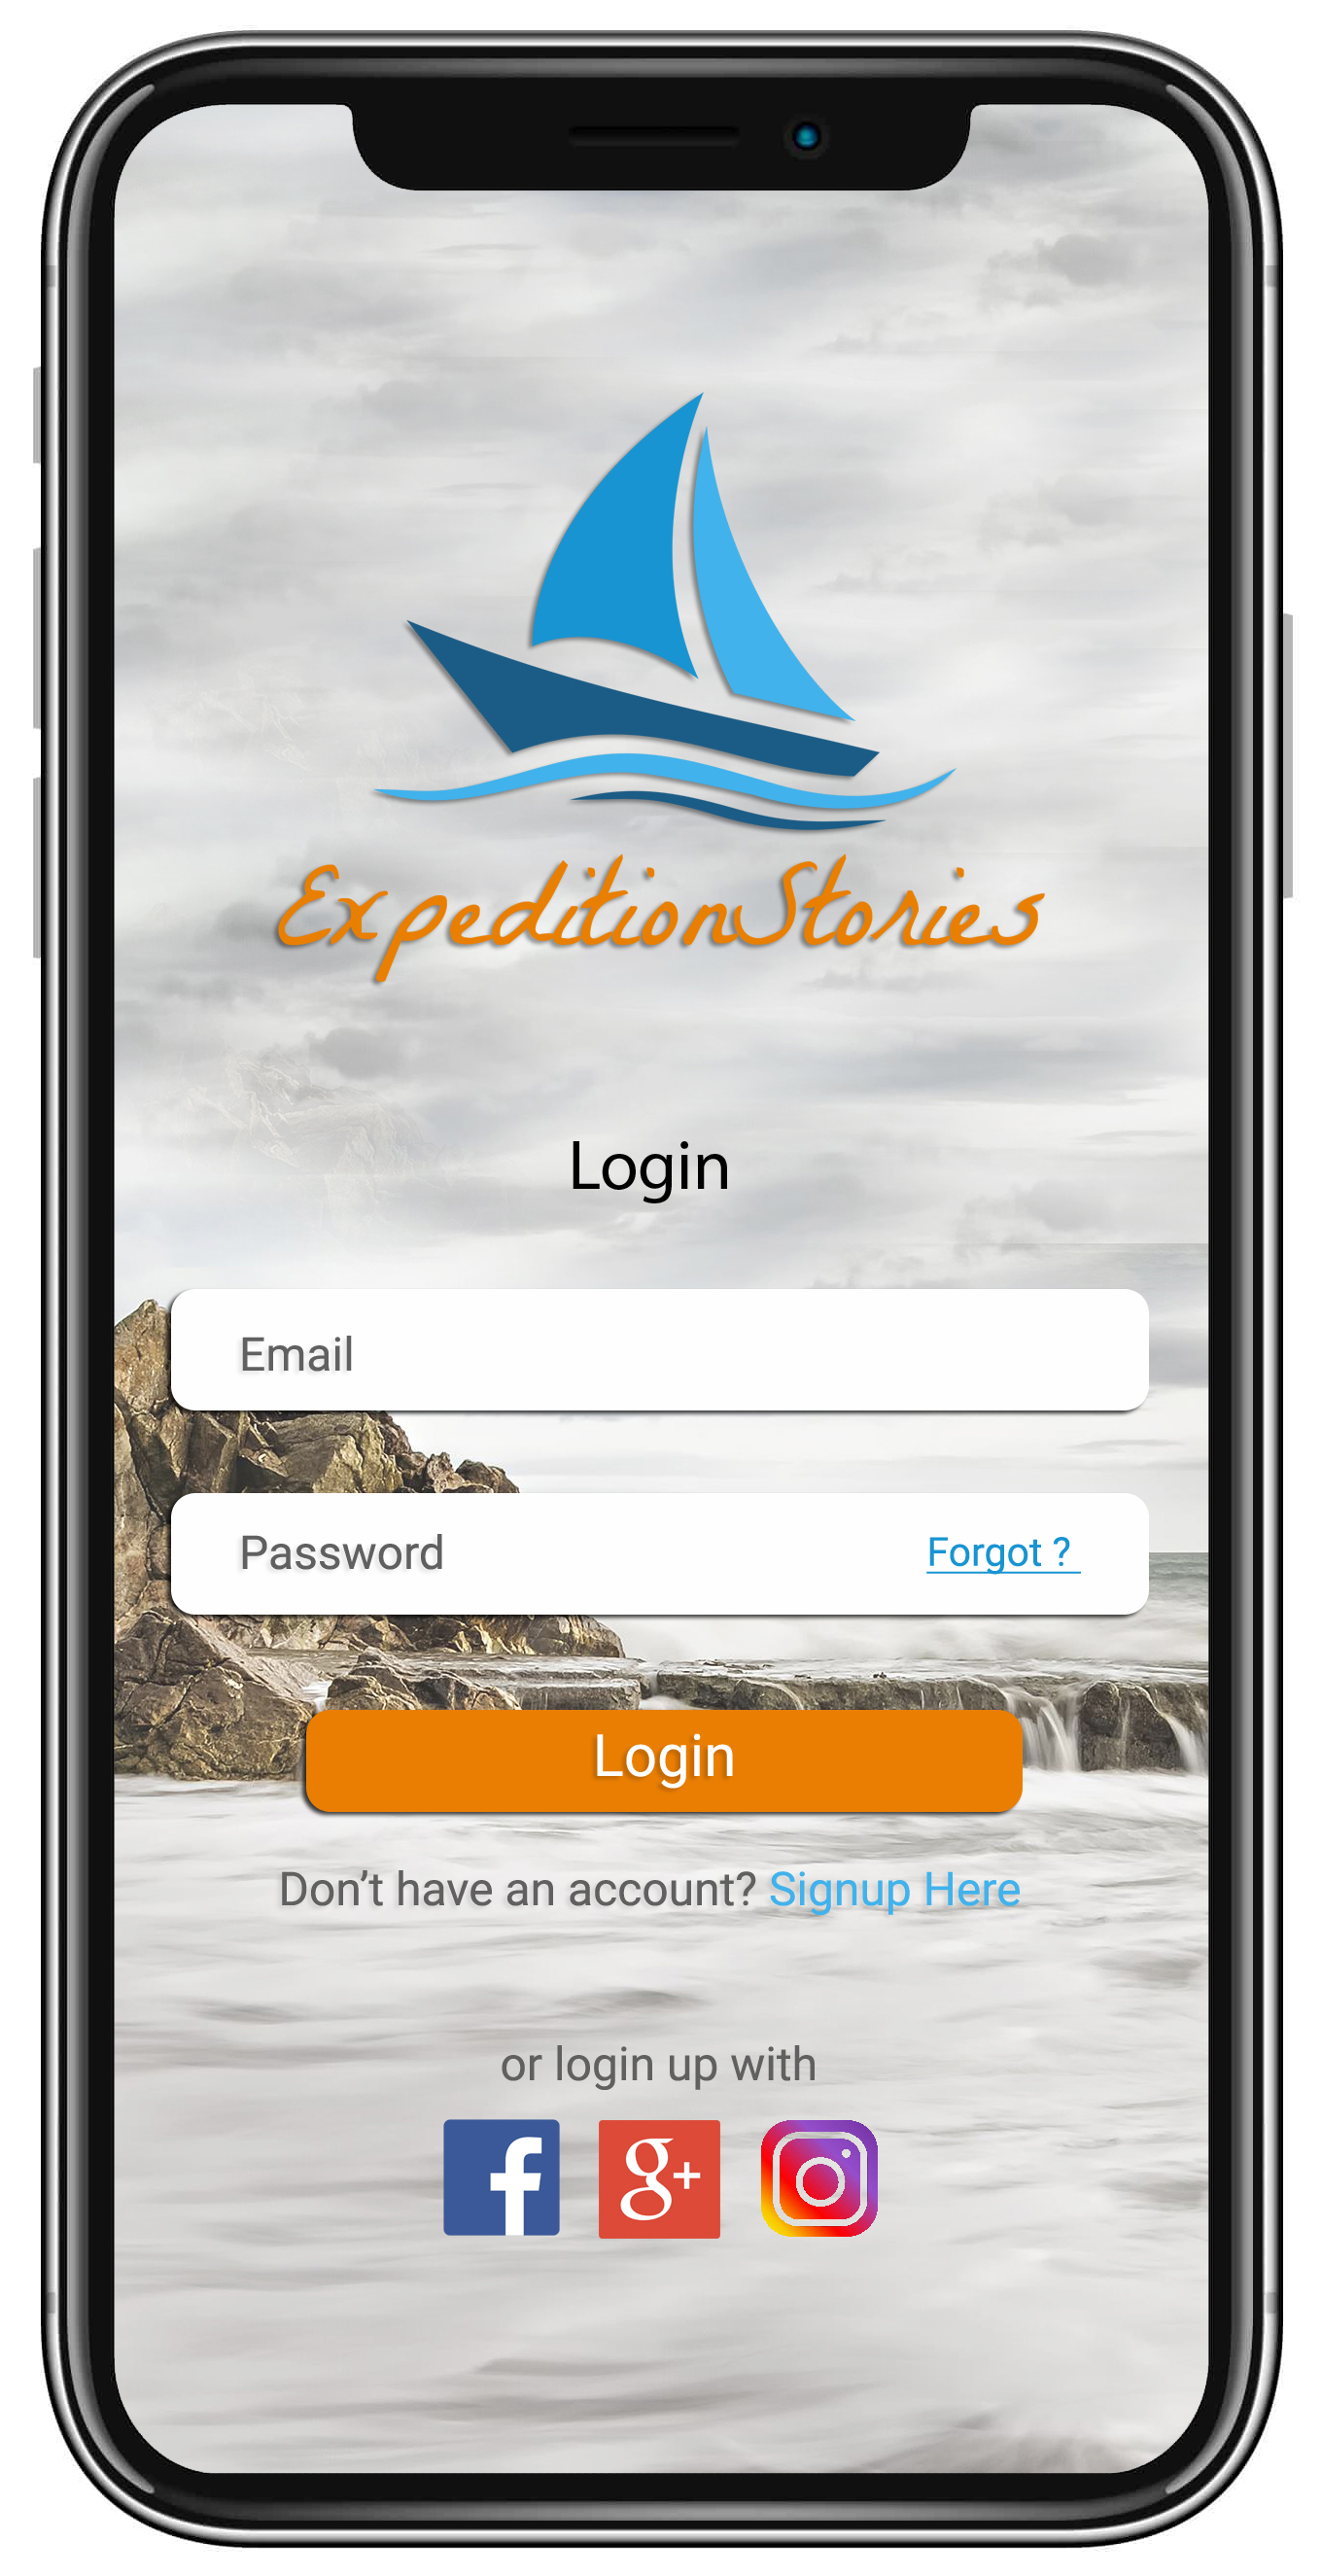 ExpeditionStories
Login
Email
Password Forgot ?
Login
Don’t have an account? Signup Here
or login up with
f g+